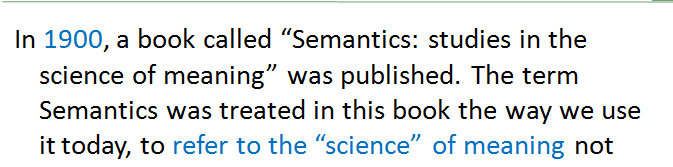 In 1900, a book called “Semantics: studies in the
science of meaning” was published. The term
Semantics was treated in this book the way we use
it today, to refer to the “science” of meaning not